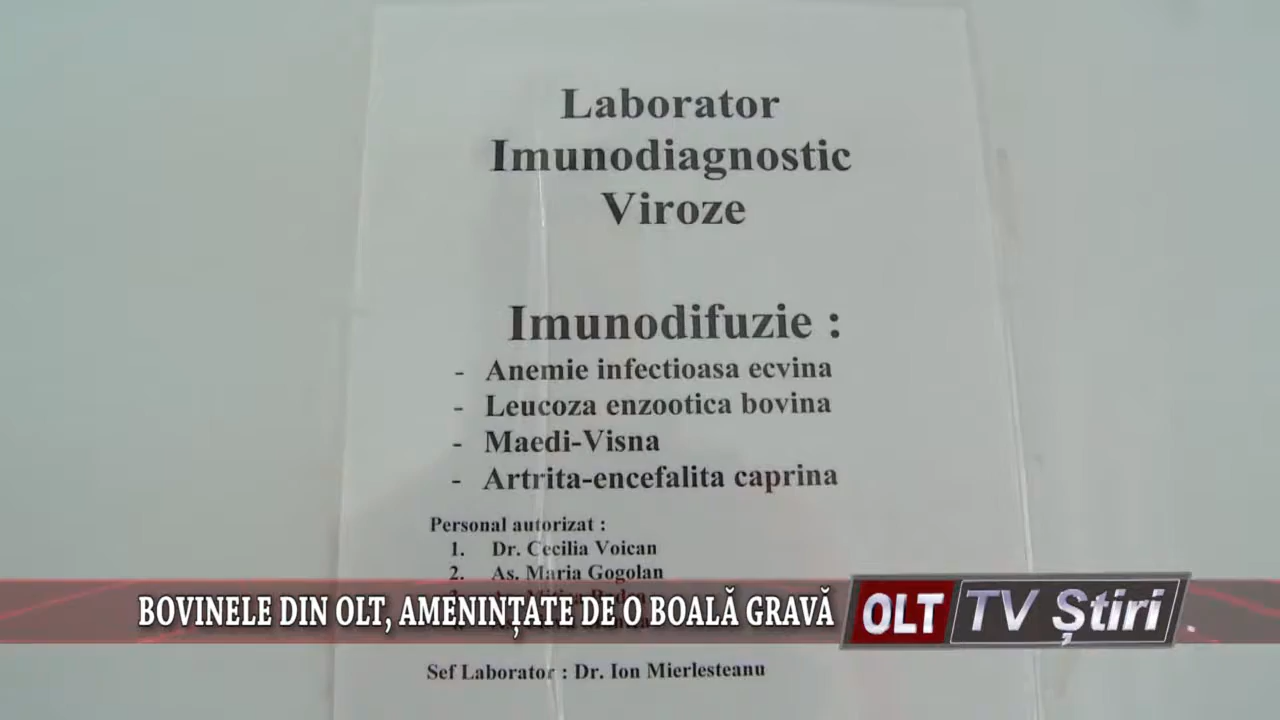 Laborator
Imunodiagnostic
Viroze
Imunodifuzie :
- Anemie infectioasa ecvina
- Leucoza enzootica bovina
- Maedi-Visna
- Artrita-encefalita caprina
Personal autorizat :
1. Dr. Cecilia Voican
2. As. Maria Gogolan
BOVINELE DIN OLT, AMENINȚATE DE O BOALĂ GRAVĂ
OLT TV Știri
Sef Laborator : Dr. Ion Mierlesteanu